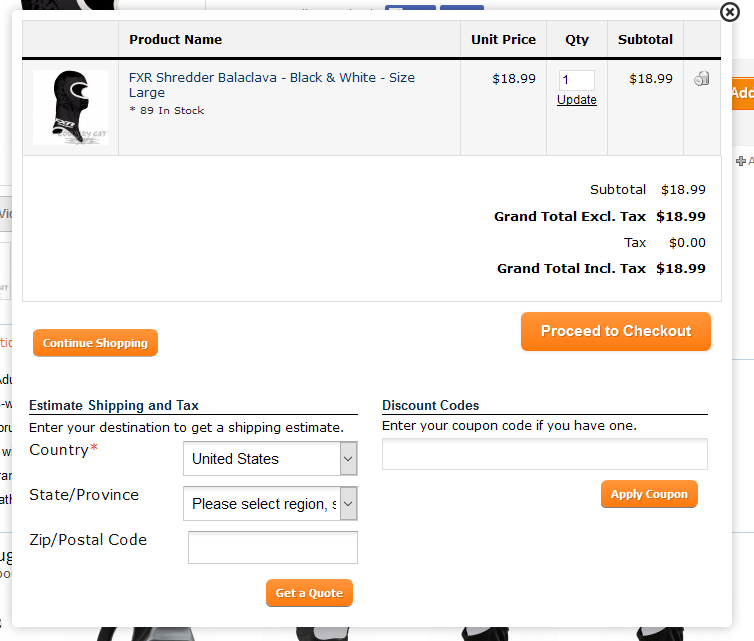 Product Name Unit Price Qty Subtotal
FXR Shredder Balaclava - Black & White - Size $18.99 1 $18.99
Large
Update
* 89 In Stock
FXR
COUNTRY CAT
Add
Subtotal $18.99
Grand Total Excl. Tax $18.99
Tax $0.00
Grand Total Incl. Tax $18.99
Continue Shopping
Proceed to Checkout
Estimate Shipping and Tax
Enter your destination to get a shipping estimate.
Country*
United States
State/Province
Please select region, s
Zip/Postal Code
Get a Quote
Discount Codes
Enter your coupon code if you have one.
Apply Coupon